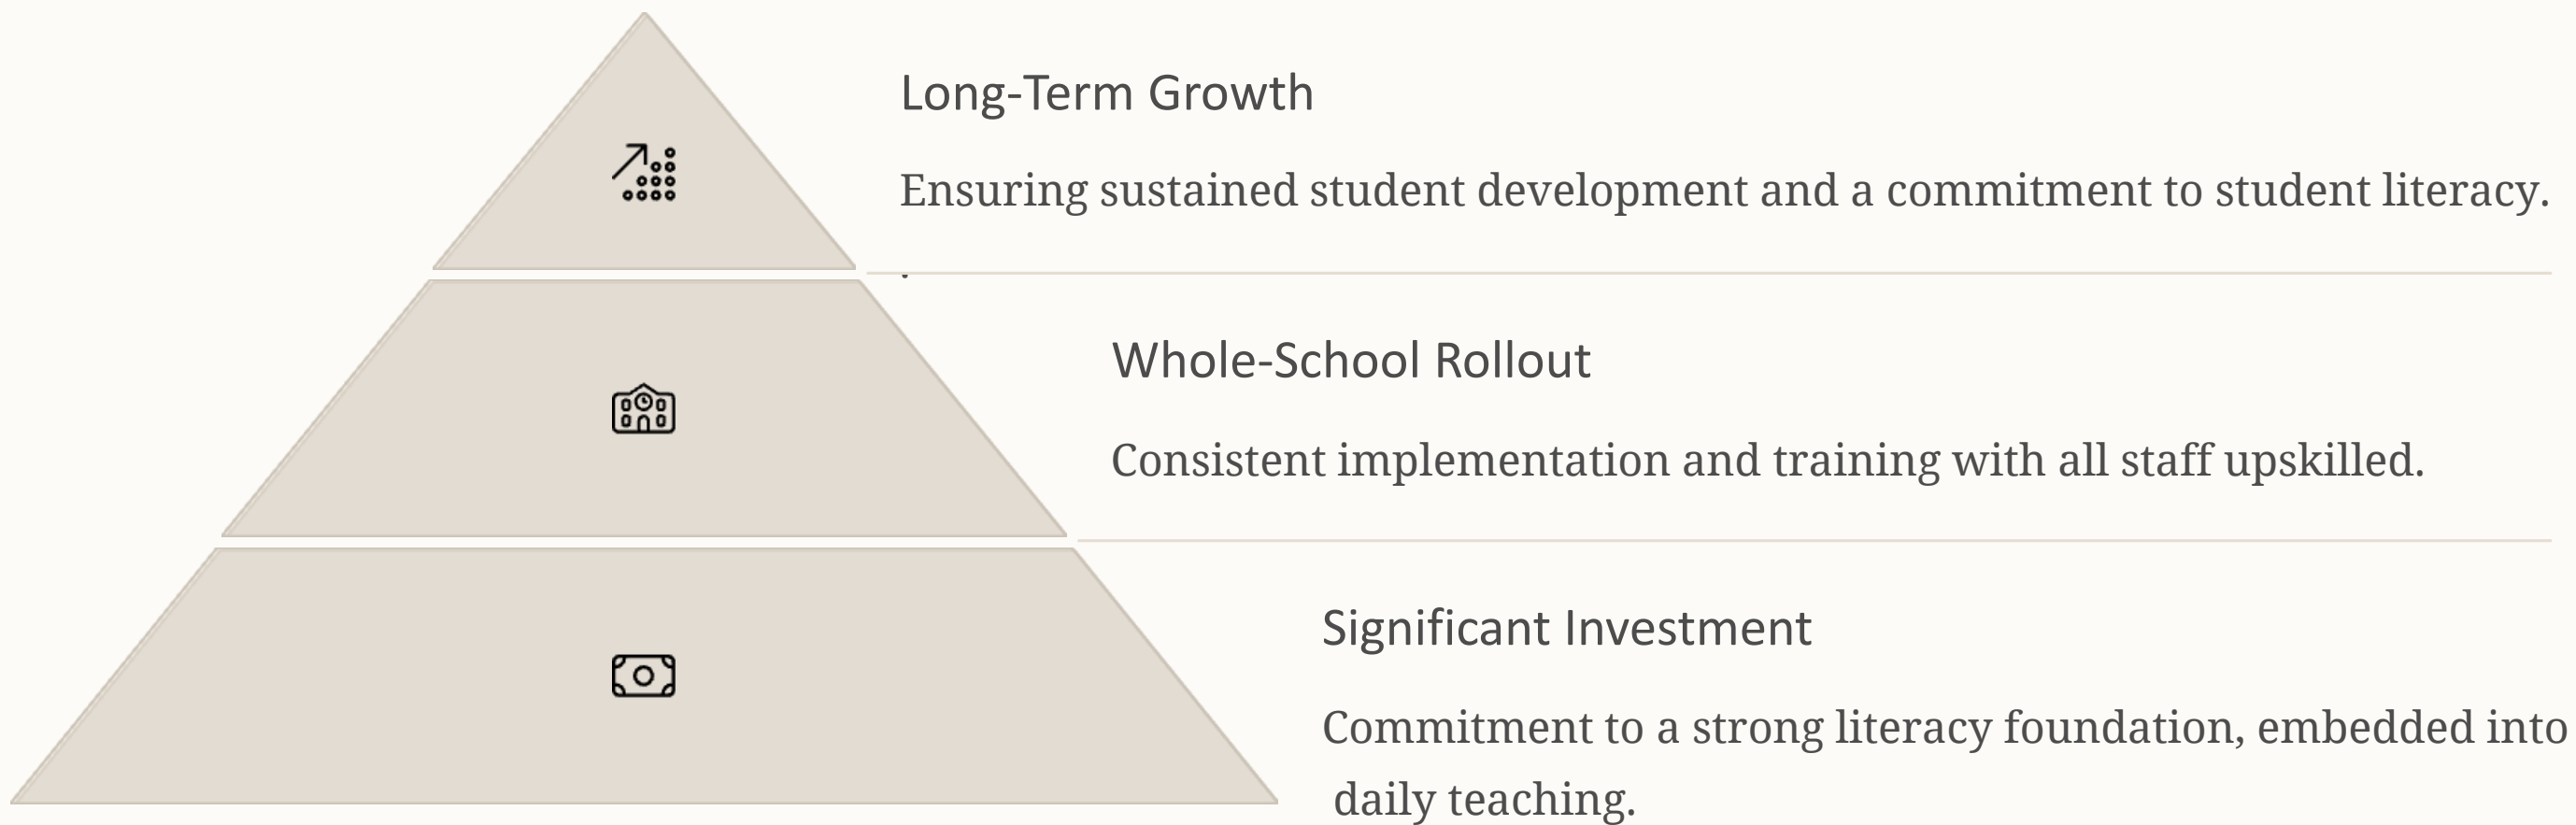 Long-Term Growth
Ensuring sustained student development and a commitment to student literacy.
.
Whole-School Rollout
Consistent implementation and training with all staff upskilled.
Significant Investment
Commitment to a strong literacy foundation, embedded into
daily teaching.